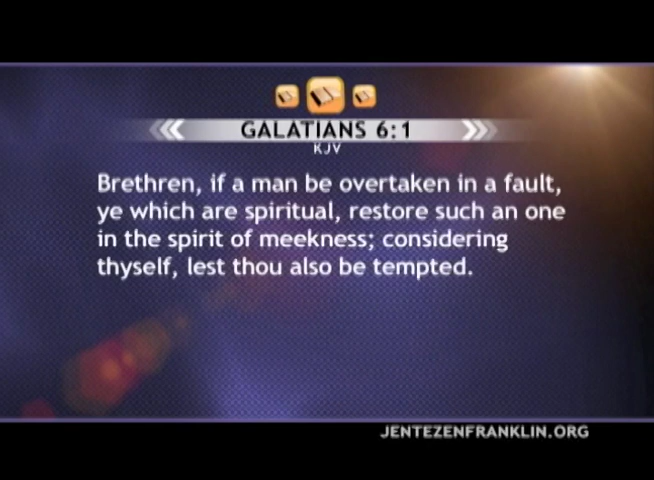 GALATIANS 6:1
KJV
Brethren, if a man be overtaken in a fault,
ye which are spiritual, restore such an one
in the spirit of meekness; considering
thyself, lest thou also be tempted.
JENTEZENFRANKLIN.ORG